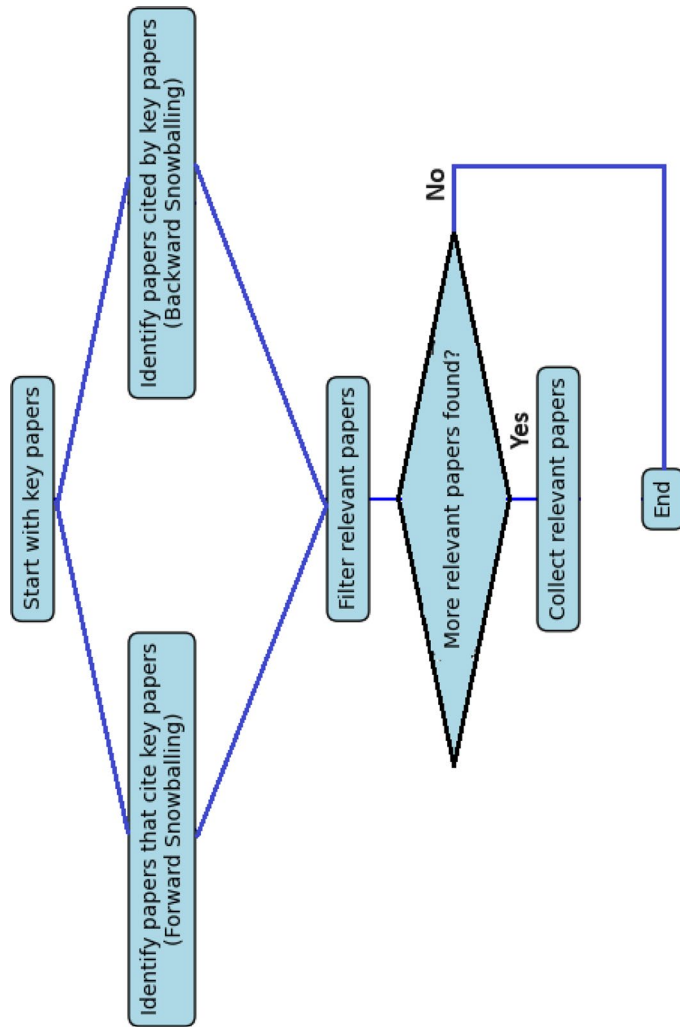 Start with key papers
Identify papers that cite key papers
(Forward Snowballing)
Identify papers cited by key papers
(Backward Snowballing)
Filter relevant papers
More relevant papers found?
No
Yes
Collect relevant papers
End